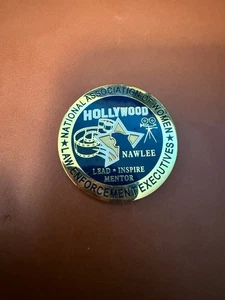 NATIONAL ASSOCIATION OF WOMEN
HOLLYWOOD
NAWLEE
LEAD • INSPIRE
MENTOR
★ LAW ENFORCEMENT EXECUTIVES ★